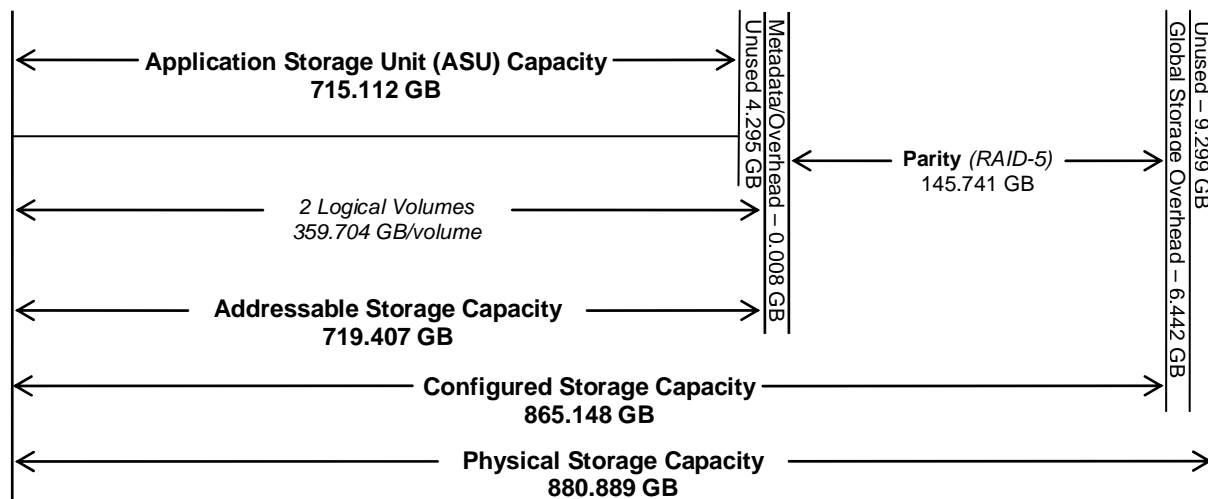 Application Storage Unit (ASU) Capacity
715.112 GB
Unused 4.295 GB
Metadata/Overhead – 0.008 GB
Parity (RAID-5)
145.741 GB
Global Storage Overhead – 6.442 GB
Unused – 9.299 GB
2 Logical Volumes
359.704 GB/volume
Addressable Storage Capacity
719.407 GB
Configured Storage Capacity
865.148 GB
Physical Storage Capacity
880.889 GB